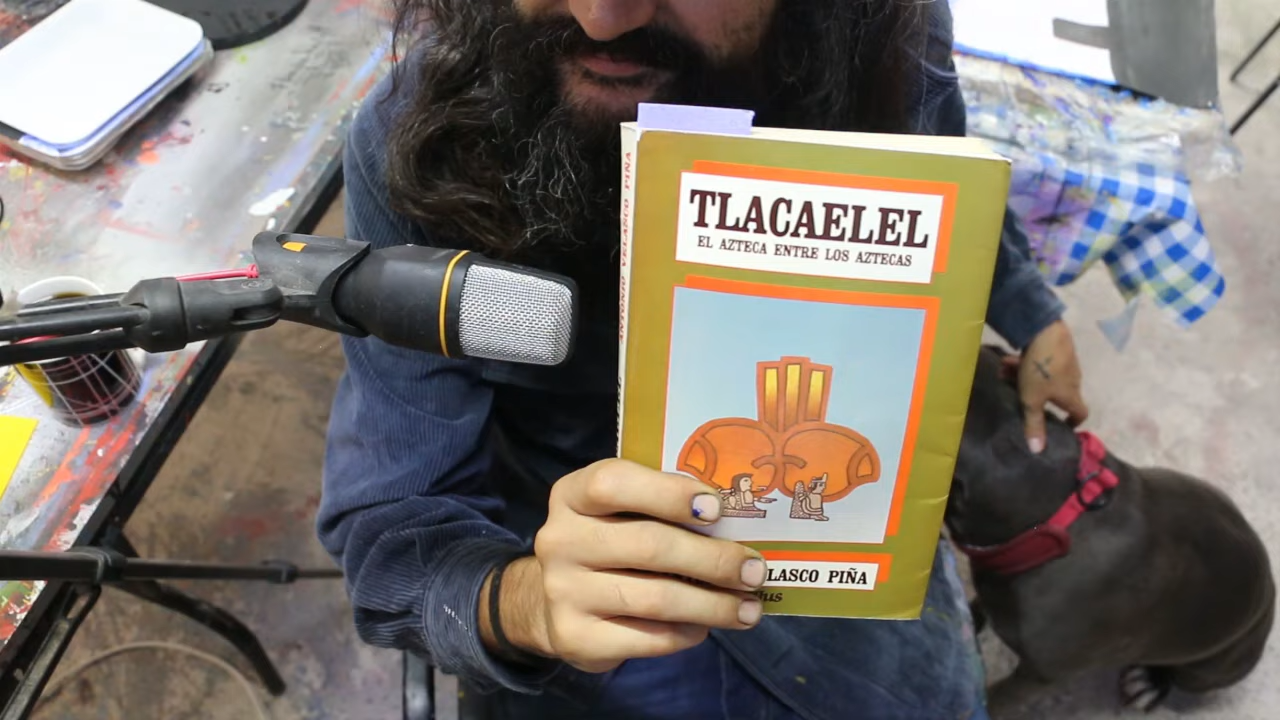 TLACAELEL
EL AZTECA ENTRE LOS AZTECAS
LASCO PIÑA
ANTONIO VELASCO PIÑA